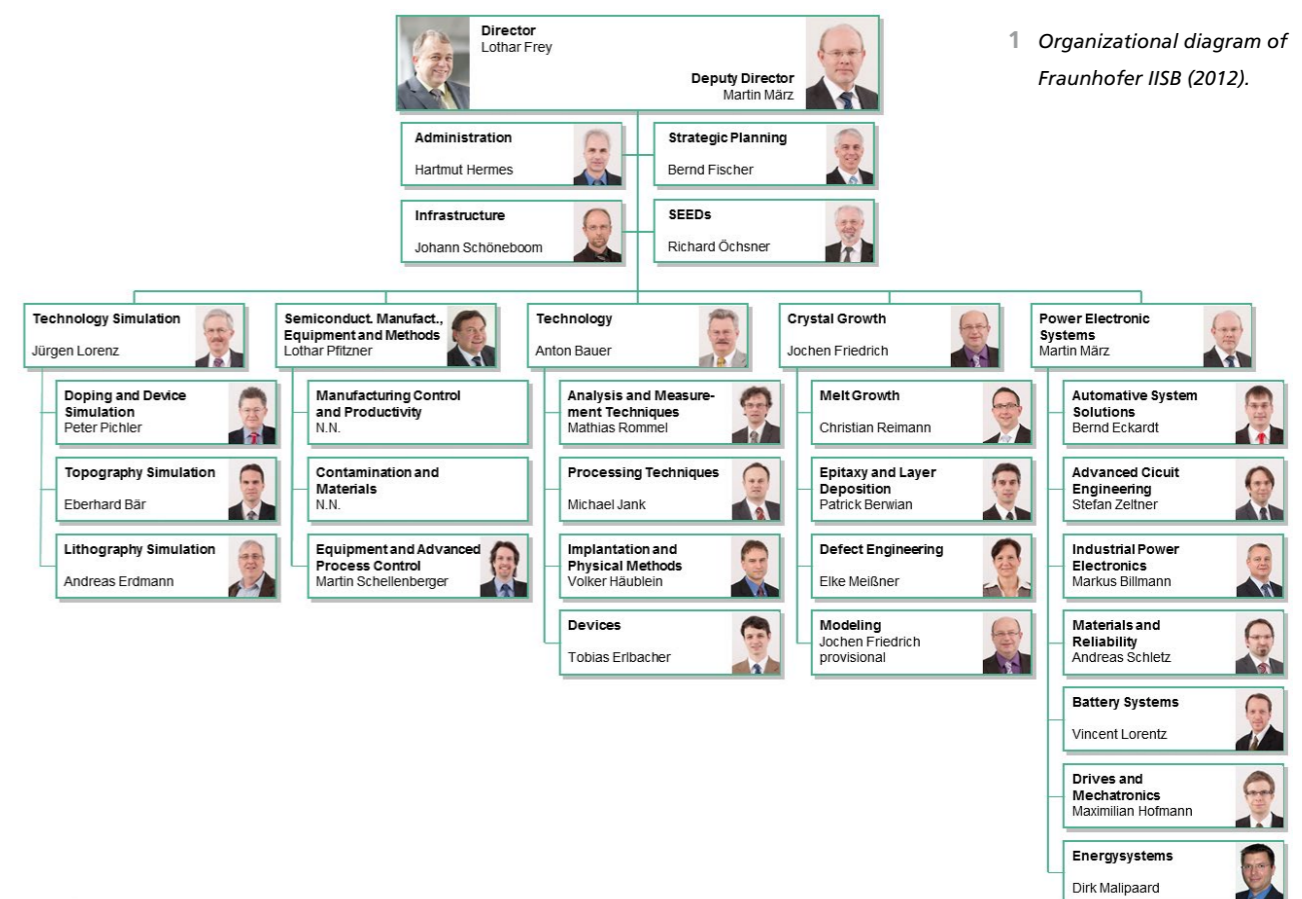 Director
Lothar Frey
Deputy Director
Martin März
1 Organizational diagram of
Fraunhofer IISB (2012).
Administration
Hartmut Hermes
Strategic Planning
Bernd Fischer
Infrastructure
Johann Schöneboom
SEEDs
Richard Öchsner
Technology Simulation
Jürgen Lorenz
Doping and Device
Simulation
Peter Pichler
Topography Simulation
Eberhard Bär
Lithography Simulation
Andreas Erdmann
Semiconduct. Manufact.,
Equipment and Methods
Lothar Pfitzner
Manufacturing Control
and Productivity
N.N.
Contamination and
Materials
N.N.
Equipment and Advanced
Process Control
Martin Schellenberger
Technology
Anton Bauer
Analysis and Measure-
ment Techniques
Mathias Rommel
Processing Techniques
Michael Jank
Implantation and
Physical Methods
Volker Häublein
Devices
Tobias Erlbacher
Crystal Growth
Jochen Friedrich
Melt Growth
Christian Reimann
Epitaxy and Layer
Deposition
Patrick Berwian
Defect Engineering
Elke Meißner
Modeling
Jochen Friedrich
provisional
Power Electronic
Systems
Martin März
Automative System
Solutions
Bernd Eckardt
Advanced Cicuit
Engineering
Stefan Zeltner
Industrial Power
Electronics
Markus Billmann
Materials and
Reliability
Andreas Schletz
Battery Systems
Vincent Lorentz
Drives and
Mechatronics
Maximilian Hofmann
Energysystems
Dirk Malipaard